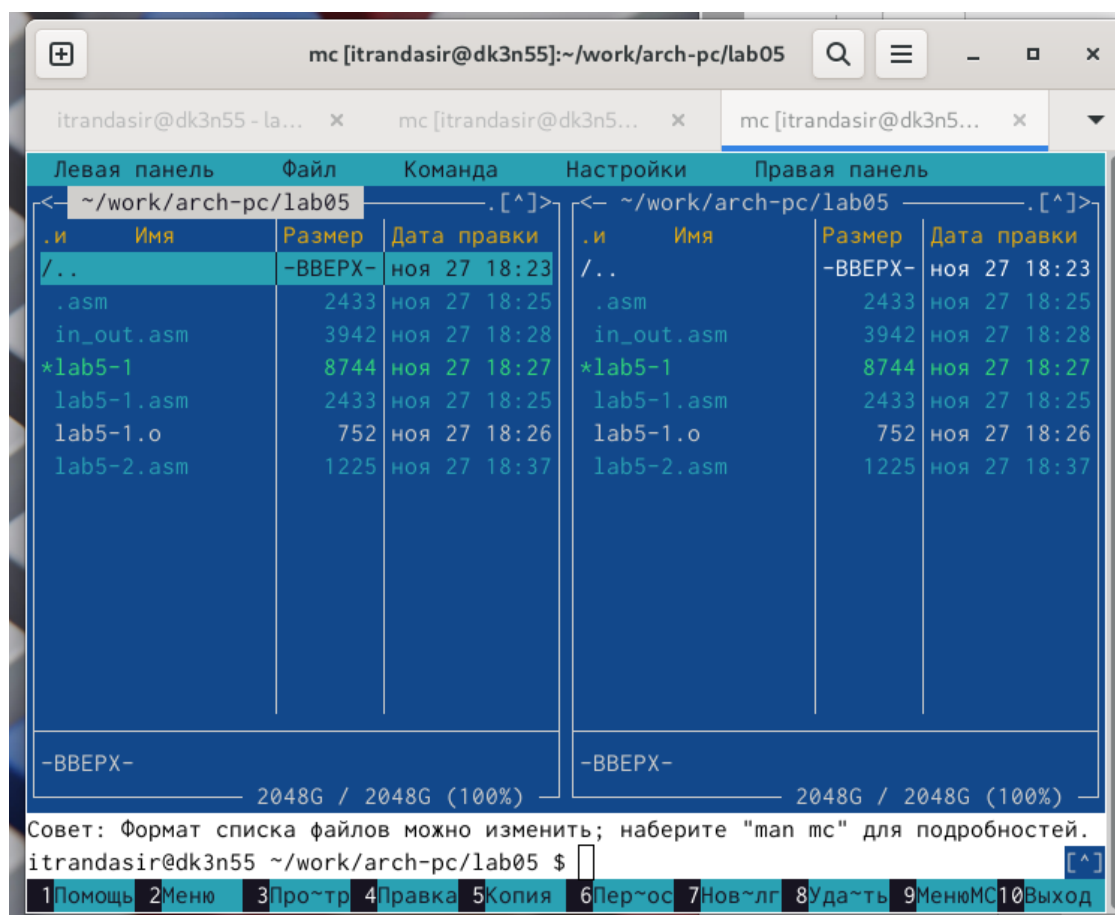 mc [itrandasir@dk3n55]:~/work/arch-pc/lab05
itrandasir@dk3n55 - la... × mc [itrandasir@dk3n5... × mc [itrandasir@dk3n5... ×
Левая панель Файл Команда Настройки Правая панель
<- ~/work/arch-pc/lab05 .[^]> <- ~/work/arch-pc/lab05 .[^]>
.и Имя Размер Дата правки .и Имя Размер Дата правки
/.. -ВВЕРХ- ноя 27 18:23 /.. -ВВЕРХ- ноя 27 18:23
.asm 2433 ноя 27 18:25 .asm 2433 ноя 27 18:25
in_out.asm 3942 ноя 27 18:28 in_out.asm 3942 ноя 27 18:28
*lab5-1 8744 ноя 27 18:27 *lab5-1 8744 ноя 27 18:27
lab5-1.asm 2433 ноя 27 18:25 lab5-1.asm 2433 ноя 27 18:25
lab5-1.o 752 ноя 27 18:26 lab5-1.o 752 ноя 27 18:26
lab5-2.asm 1225 ноя 27 18:37 lab5-2.asm 1225 ноя 27 18:37
-ВВЕРХ- -ВВЕРХ-
2048G / 2048G (100%) 2048G / 2048G (100%)
Совет: Формат списка файлов можно изменить; наберите "man mc" для подробностей.
itrandasir@dk3n55 ~/work/arch-pc/lab05 $ [^]
1Помощь 2Меню 3Про~тр 4Правка 5Копия 6Пер~ос 7Нов~лг 8Уда~ть 9МенюМС10Выход